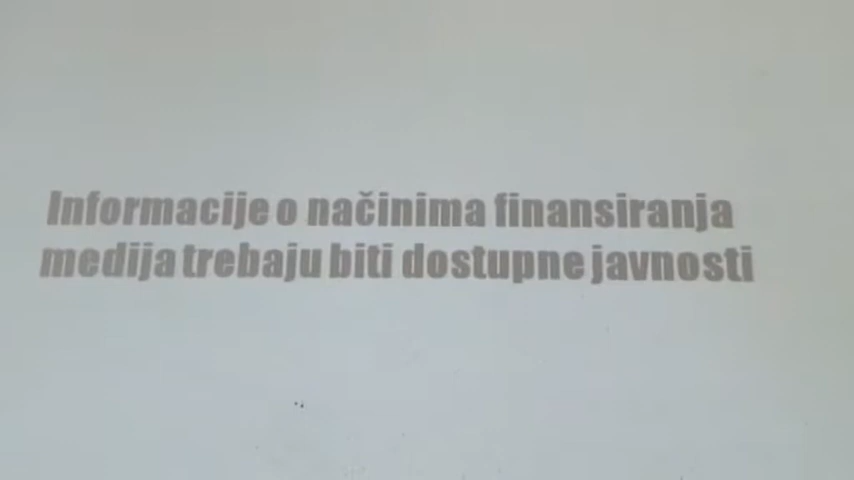 Informacije o načinima finansiranja
medija trebaju biti dostupne javnosti